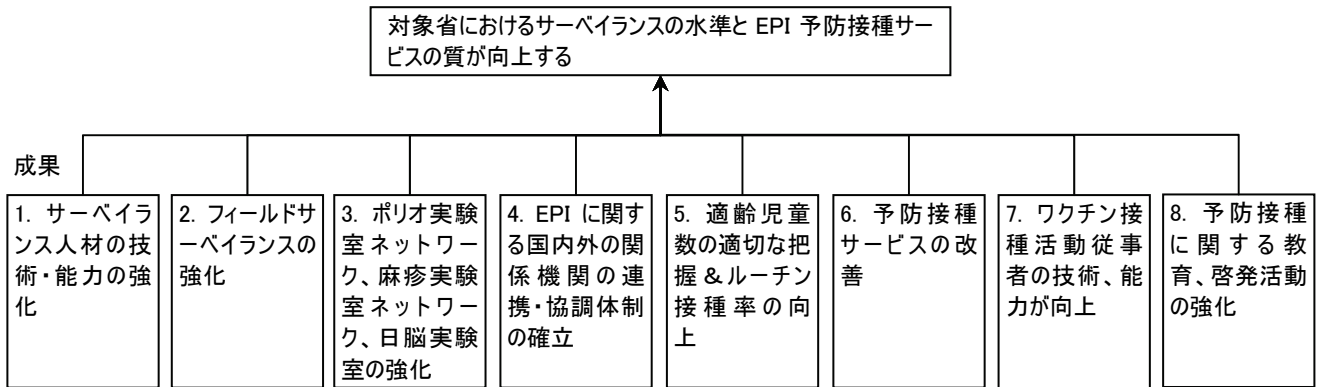 対象省におけるサーベイランスの水準と EPI 予防接種サー
ビスの質が向上する
成果
1. サーベイラ
ンス人材の技
術・能力の強
化
2. フィールドサ
ーベイランスの
強化
3. ポリオ実験
室ネットワー
ク、麻疹実験
室ネットワー
ク、日脳実験
室の強化
4. EPI に関す
る国内外の関
係機関の連
携・協調体制
の確立
5. 適齢児童
数の適切な把
握＆ルーチン
接種率の向
上
6. 予防接種
サービスの改
善
7. ワクチン接
種活動従事
者の技術、能
力が向上
8. 予防接種
に関する教
育、啓発活動
の強化